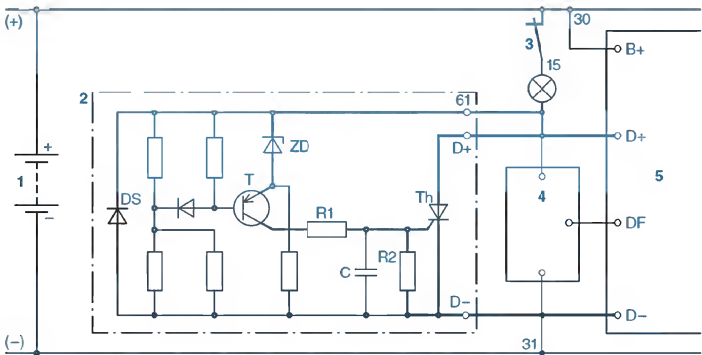 (+)
3
30
B+
15
2
61
ZD
D+
D+
+
1
T
5
DS
Th
4
R1
DF
R2
C
−
D−
D−
(−)
31